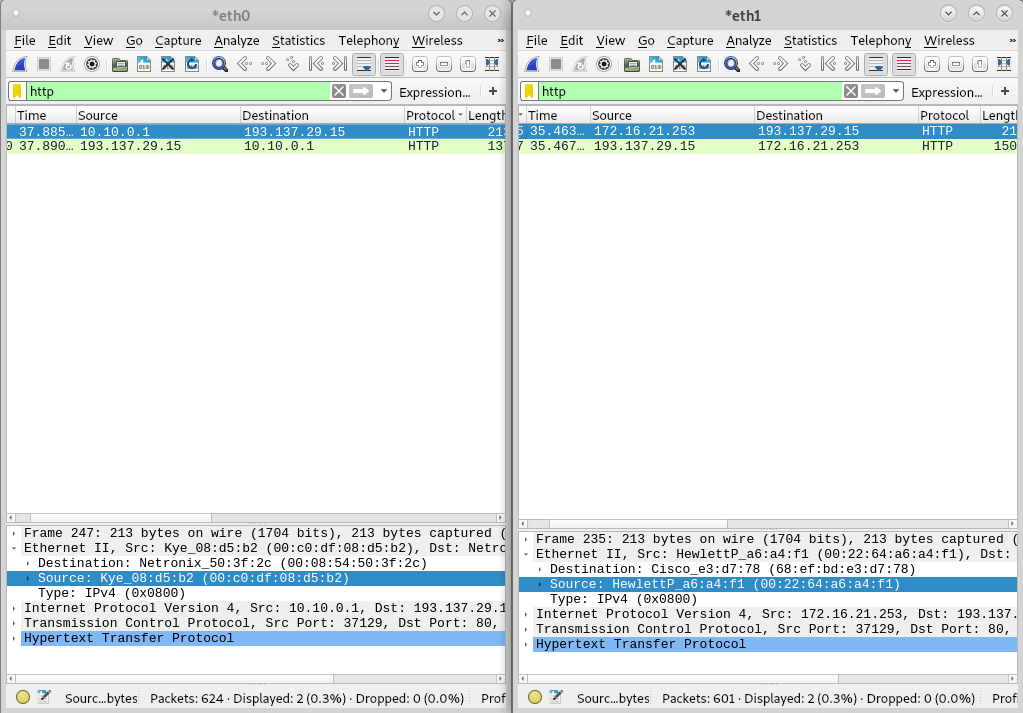 *eth0
File Edit View Go Capture Analyze Statistics Telephony Wireless »
http Expression… +
Time Source Destination Protocol Length
37.885… 10.10.0.1 193.137.29.15 HTTP 213
0 37.890… 193.137.29.15 10.10.0.1 HTTP 137
Frame 247: 213 bytes on wire (1704 bits), 213 bytes captured (
Ethernet II, Src: Kye_08:d5:b2 (00:c0:df:08:d5:b2), Dst: Netro
Destination: Netronix_50:3f:2c (00:08:54:50:3f:2c)
Source: Kye_08:d5:b2 (00:c0:df:08:d5:b2)
Type: IPv4 (0x0800)
Internet Protocol Version 4, Src: 10.10.0.1, Dst: 193.137.29.1
Transmission Control Protocol, Src Port: 37129, Dst Port: 80,
Hypertext Transfer Protocol
Sourc…bytes Packets: 624 · Displayed: 2 (0.3%) · Dropped: 0 (0.0%) Prof
*eth1
File Edit View Go Capture Analyze Statistics Telephony Wireless »
http Expression… +
Time Source Destination Protocol Leng
5 35.463… 172.16.21.253 193.137.29.15 HTTP 21
7 35.467… 193.137.29.15 172.16.21.253 HTTP 150
Frame 235: 213 bytes on wire (1704 bits), 213 bytes captured (
Ethernet II, Src: HewlettP_a6:a4:f1 (00:22:64:a6:a4:f1), Dst:
Destination: Cisco_e3:d7:78 (68:ef:bd:e3:d7:78)
Source: HewlettP_a6:a4:f1 (00:22:64:a6:a4:f1)
Type: IPv4 (0x0800)
Internet Protocol Version 4, Src: 172.16.21.253, Dst: 193.137.
Transmission Control Protocol, Src Port: 37129, Dst Port: 80,
Hypertext Transfer Protocol
Sourc…bytes Packets: 601 · Displayed: 2 (0.3%) · Dropped: 0 (0.0%) Prof